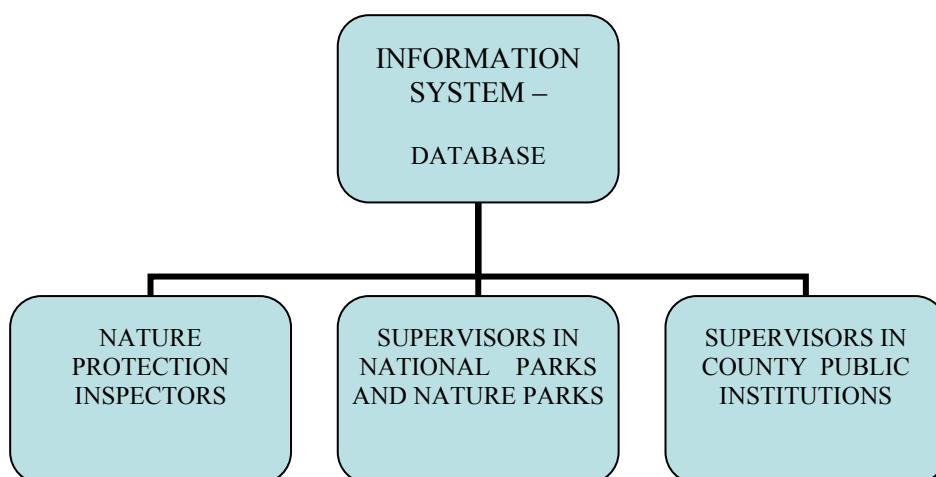 INFORMATION
SYSTEM –
DATABASE
NATURE
PROTECTION
INSPECTORS
SUPERVISORS IN
NATIONAL PARKS
AND NATURE PARKS
SUPERVISORS IN
COUNTY PUBLIC
INSTITUTIONS